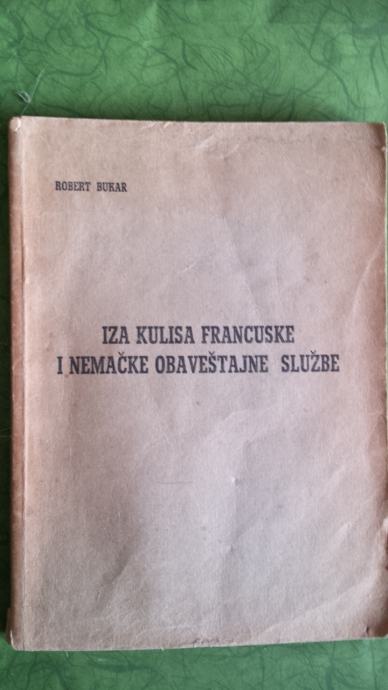 ROBERT BUKAR
IZA KULISA FRANCUSKE
I NEMAČKE OBAVEŠTAJNE SLUŽBE